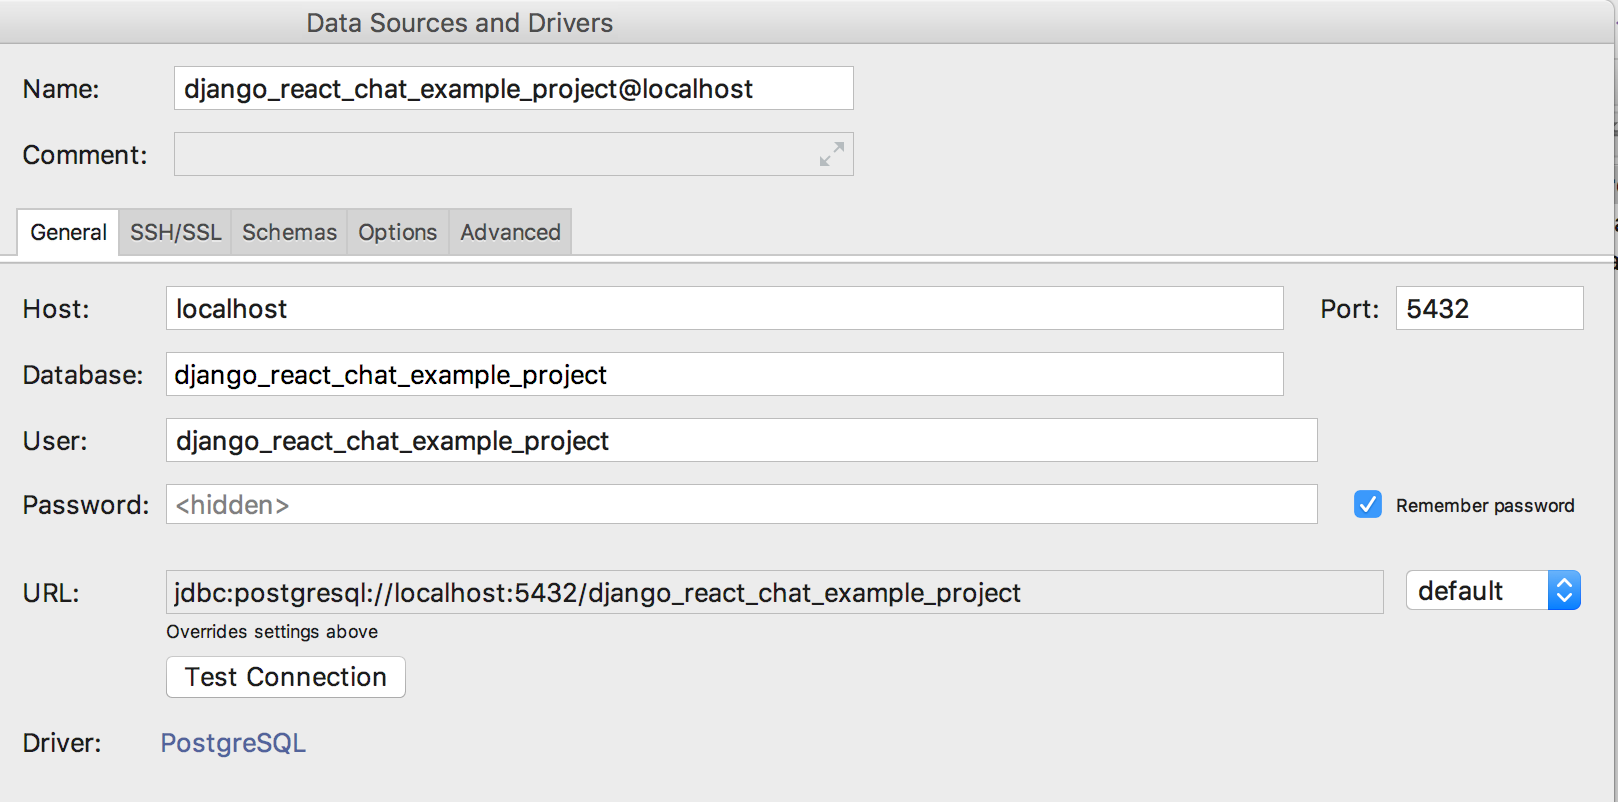 Data Sources and Drivers
Name: django_react_chat_example_project@localhost
Comment:
General SSH/SSL Schemas Options Advanced
Host: localhost Port: 5432
Database: django_react_chat_example_project
User: django_react_chat_example_project
Password: <hidden> Remember password
URL: jdbc:postgresql://localhost:5432/django_react_chat_example_project default
Overrides settings above
Test Connection
Driver: PostgreSQL